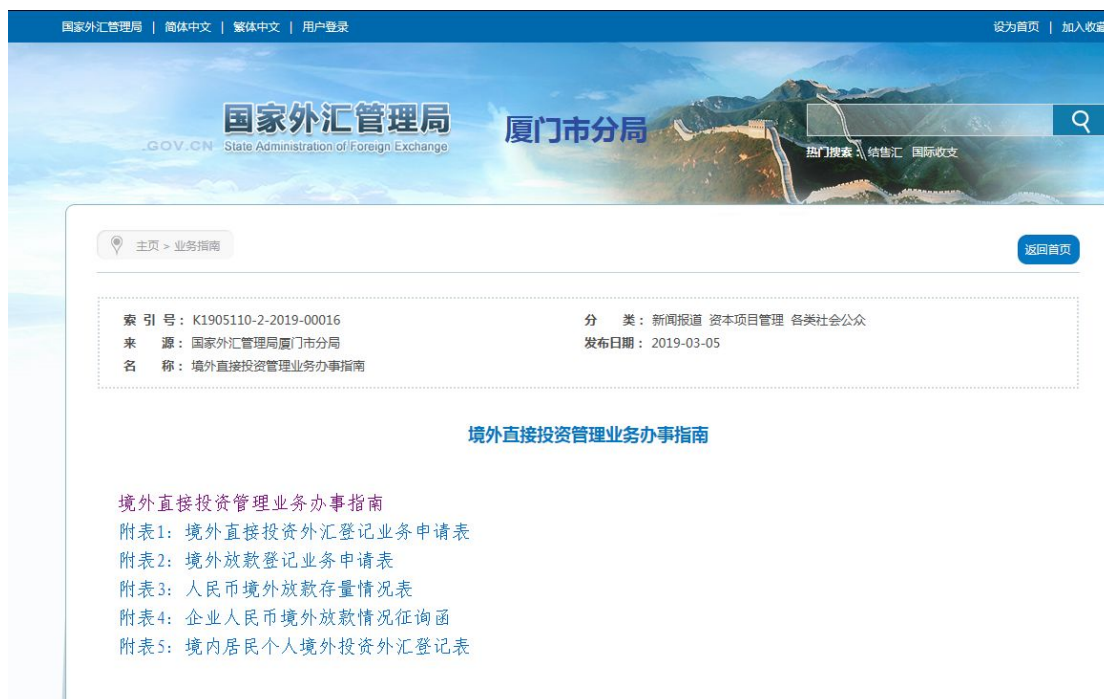 国家外汇管理局 | 简体中文 | 繁体中文 | 用户登录
设为首页 | 加入收藏
国家外汇管理局
厦门市分局
.GOV.CN State Administration of Foreign Exchange
热门搜索： 结售汇 国际收支
主页 > 业务指南
返回首页
索 引 号： K1905110-2-2019-00016
分 类： 新闻报道 资本项目管理 各类社会公众
来 源： 国家外汇管理局厦门市分局
发布日期： 2019-03-05
名 称： 境外直接投资管理业务办事指南
境外直接投资管理业务办事指南
境外直接投资管理业务办事指南
附表1：境外直接投资外汇登记业务申请表
附表2：境外放款登记业务申请表
附表3：人民币境外放款存量情况表
附表4：企业人民币境外放款情况征询函
附表5：境内居民个人境外投资外汇登记表